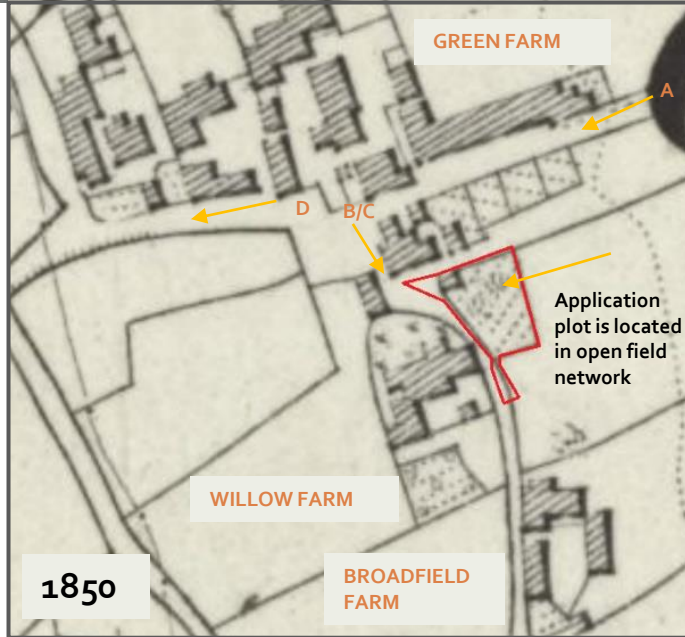 GREEN FARM
A
D
B/C
Application
plot is located
in open field
network
WILLOW FARM
1850
BROADFIELD
FARM